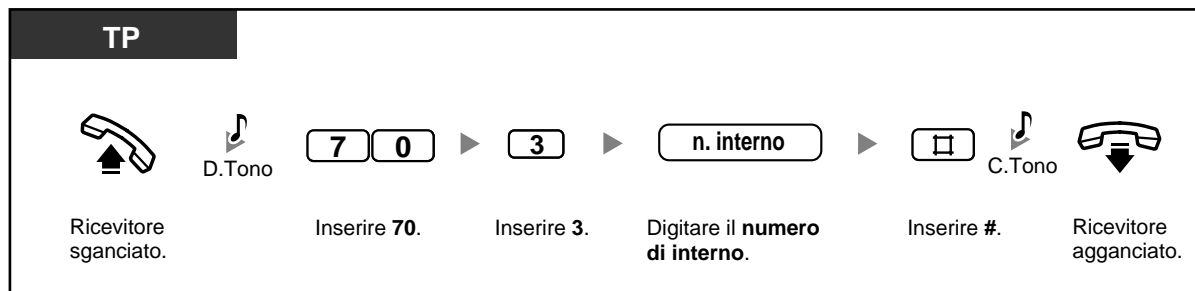 TP
D.Tono
7 0
3
n. interno
#
C.Tono
Ricevitore
sganciato.
Inserire 70.
Inserire 3.
Digitare il numero
di interno.
Inserire #.
Ricevitore
agganciato.